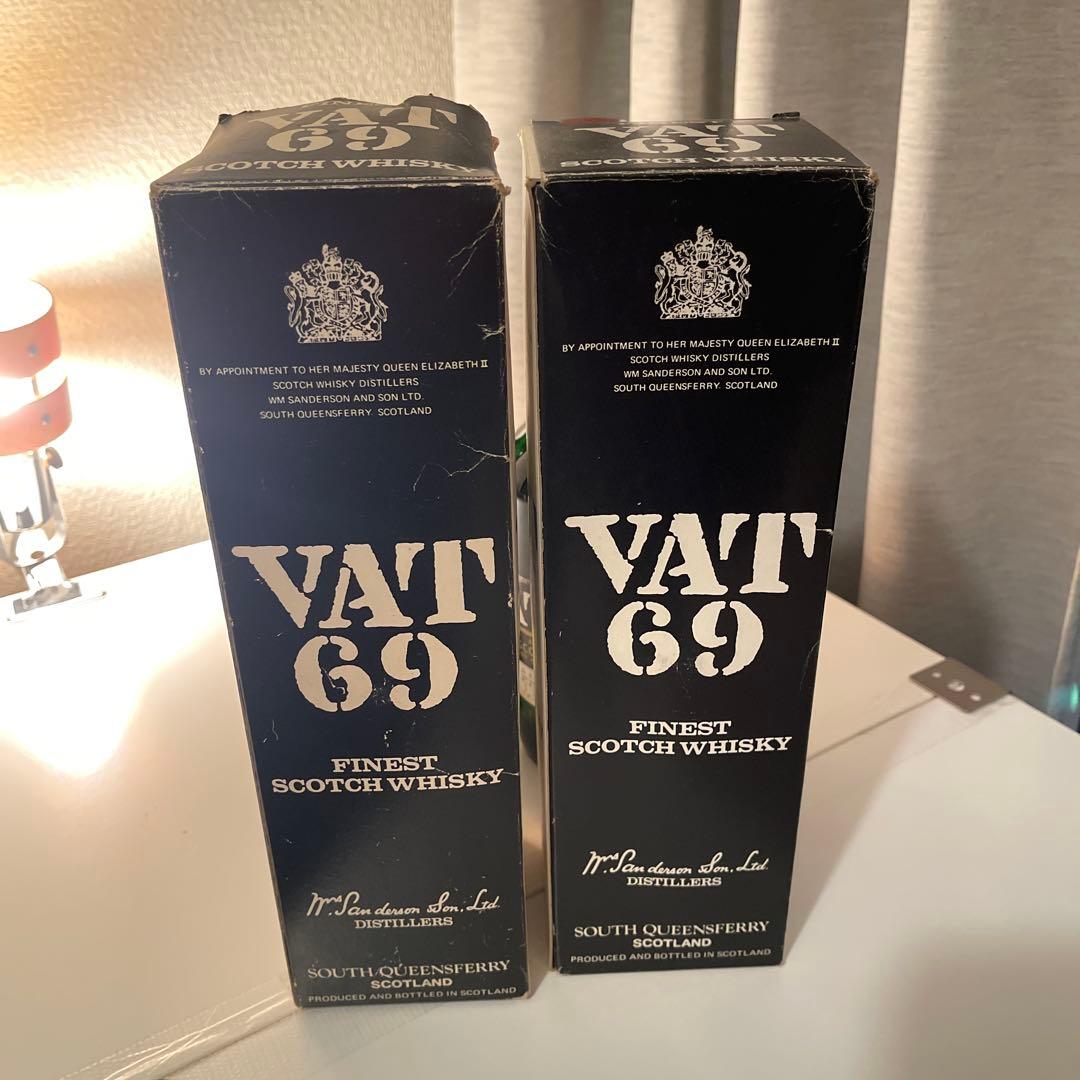 VAT
69
SCOTCH WHISKY
BY APPOINTMENT TO HER MAJESTY QUEEN ELIZABETH II
SCOTCH WHISKY DISTILLERS
WM SANDERSON AND SON LTD.
SOUTH QUEENSFERRY. SCOTLAND
VAT
69
FINEST
SCOTCH WHISKY
Wm. Sanderson & Son, Ltd.
DISTILLERS
SOUTH QUEENSFERRY
SCOTLAND
PRODUCED AND BOTTLED IN SCOTLAND
VAT
69
SCOTCH WHISKY
BY APPOINTMENT TO HER MAJESTY QUEEN ELIZABETH II
SCOTCH WHISKY DISTILLERS
WM SANDERSON AND SON LTD.
SOUTH QUEENSFERRY. SCOTLAND
VAT
69
FINEST
SCOTCH WHISKY
Wm. Sanderson & Son, Ltd.
DISTILLERS
SOUTH QUEENSFERRY
SCOTLAND
PRODUCED AND BOTTLED IN SCOTLAND